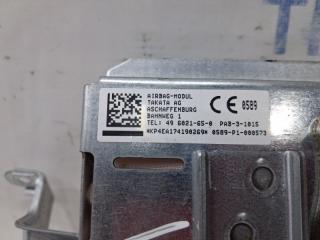 AIRBAG-MODUL
TAKATA AG
ASCHAFFENBURG
BAHNWEG 1
TEL: 49 6021-65-0 PAB-3-1015
CE 0589
*KP4EA174190269* 0589-P1-000573